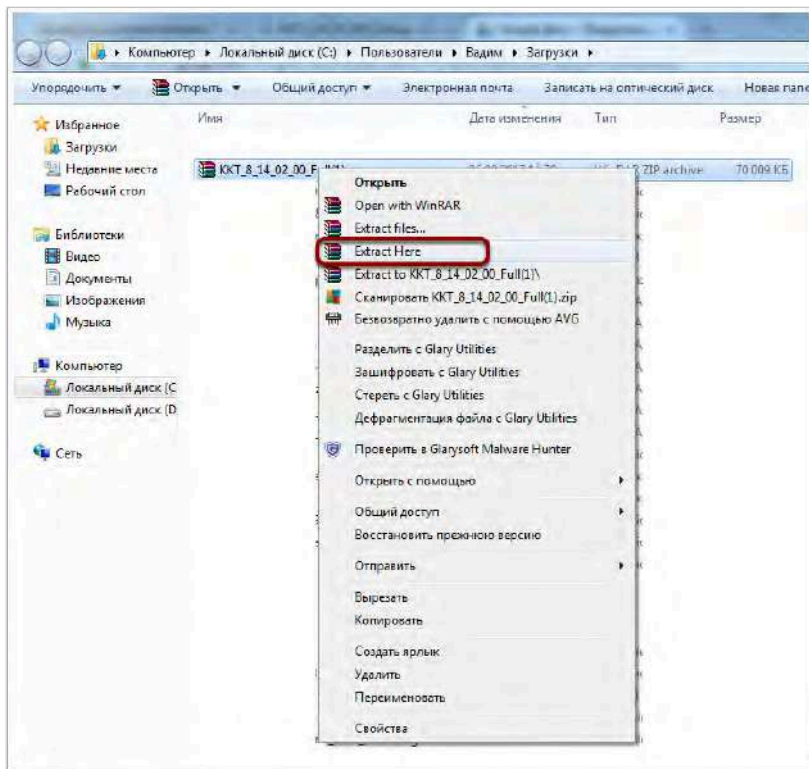 Компьютер ▸ Локальный диск (C:) ▸ Пользователи ▸ Вадим ▸ Загрузки ▸
Упорядочить Открыть Общий доступ Электронная почта Записать на оптический диск Новая папк
Имя Дата изменения Тип Размер
Избранное
Загрузки
Недавние места
Рабочий стол
Библиотеки
Видео
Документы
Изображения
Музыка
Компьютер
Локальный диск (C
Локальный диск (D
Сеть
KKT_8_14_02_00_F ZIP archive 70 009 КБ
Открыть
Open with WinRAR
Extract files...
Extract Here
Extract to KKT_8_14_02_00_Full(1)\
Сканировать KKT_8_14_02_00_Full(1).zip
Безвозвратно удалить с помощью AVG
Разделить с Glary Utilities
Зашифровать с Glary Utilities
Стереть с Glary Utilities
Дефрагментация файла с Glary Utilities
Проверить в Glarysoft Malware Hunter
Открыть с помощью
Общий доступ
Восстановить прежнюю версию
Отправить
Вырезать
Копировать
Создать ярлык
Удалить
Переименовать
Свойства